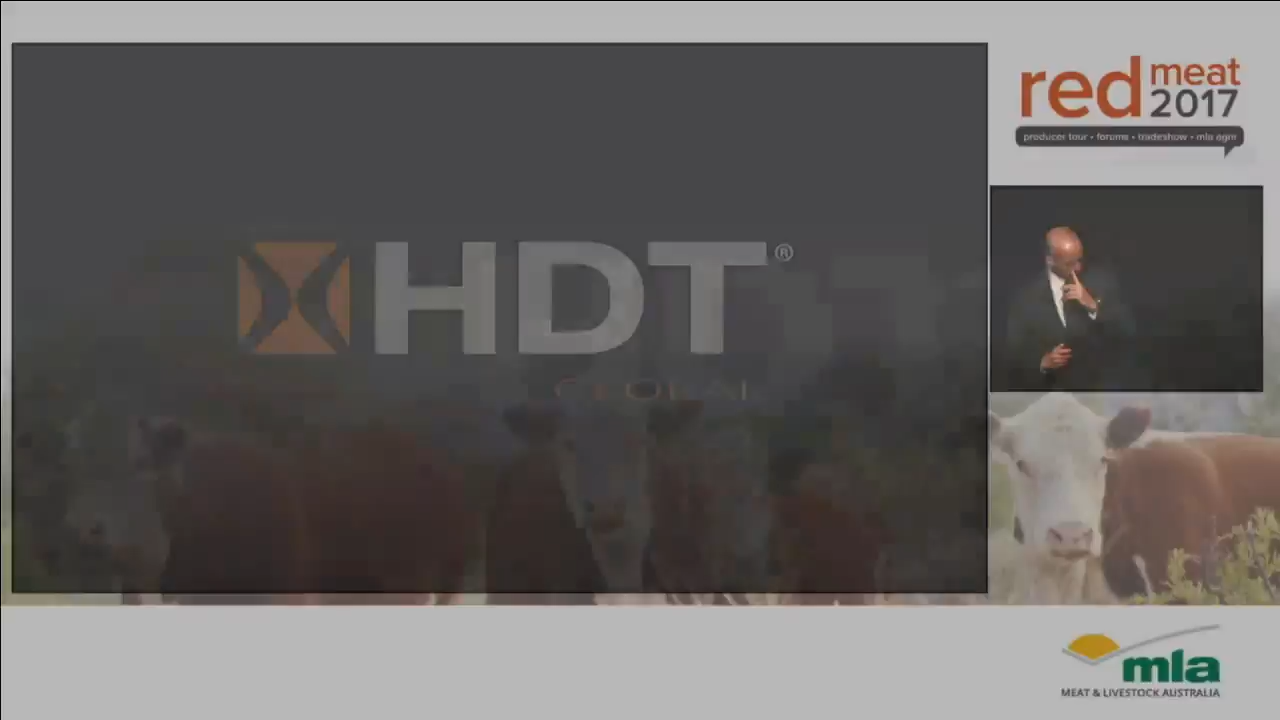 HDT®
GLOBAL
red meat 2017
producer tour • forums • tradeshow • mla agm
mla
MEAT & LIVESTOCK AUSTRALIA